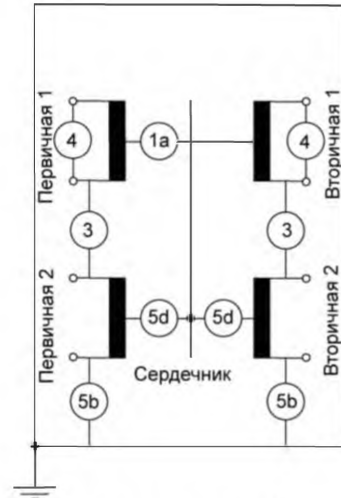 Первичная 1
Вторичная 1
4
1a
4
3
3
Первичная 2
Вторичная 2
5d
5d
Сердечник
5b
5b